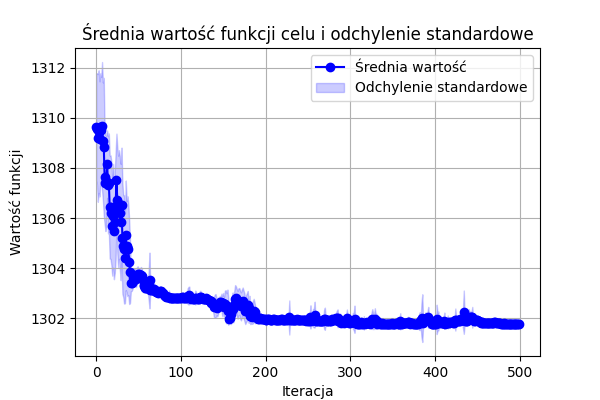 Średnia wartość funkcji celu i odchylenie standardowe
Średnia wartość
Odchylenie standardowe
Wartość funkcji
1312
1310
1308
1306
1304
1302
0 100 200 300 400 500
Iteracja